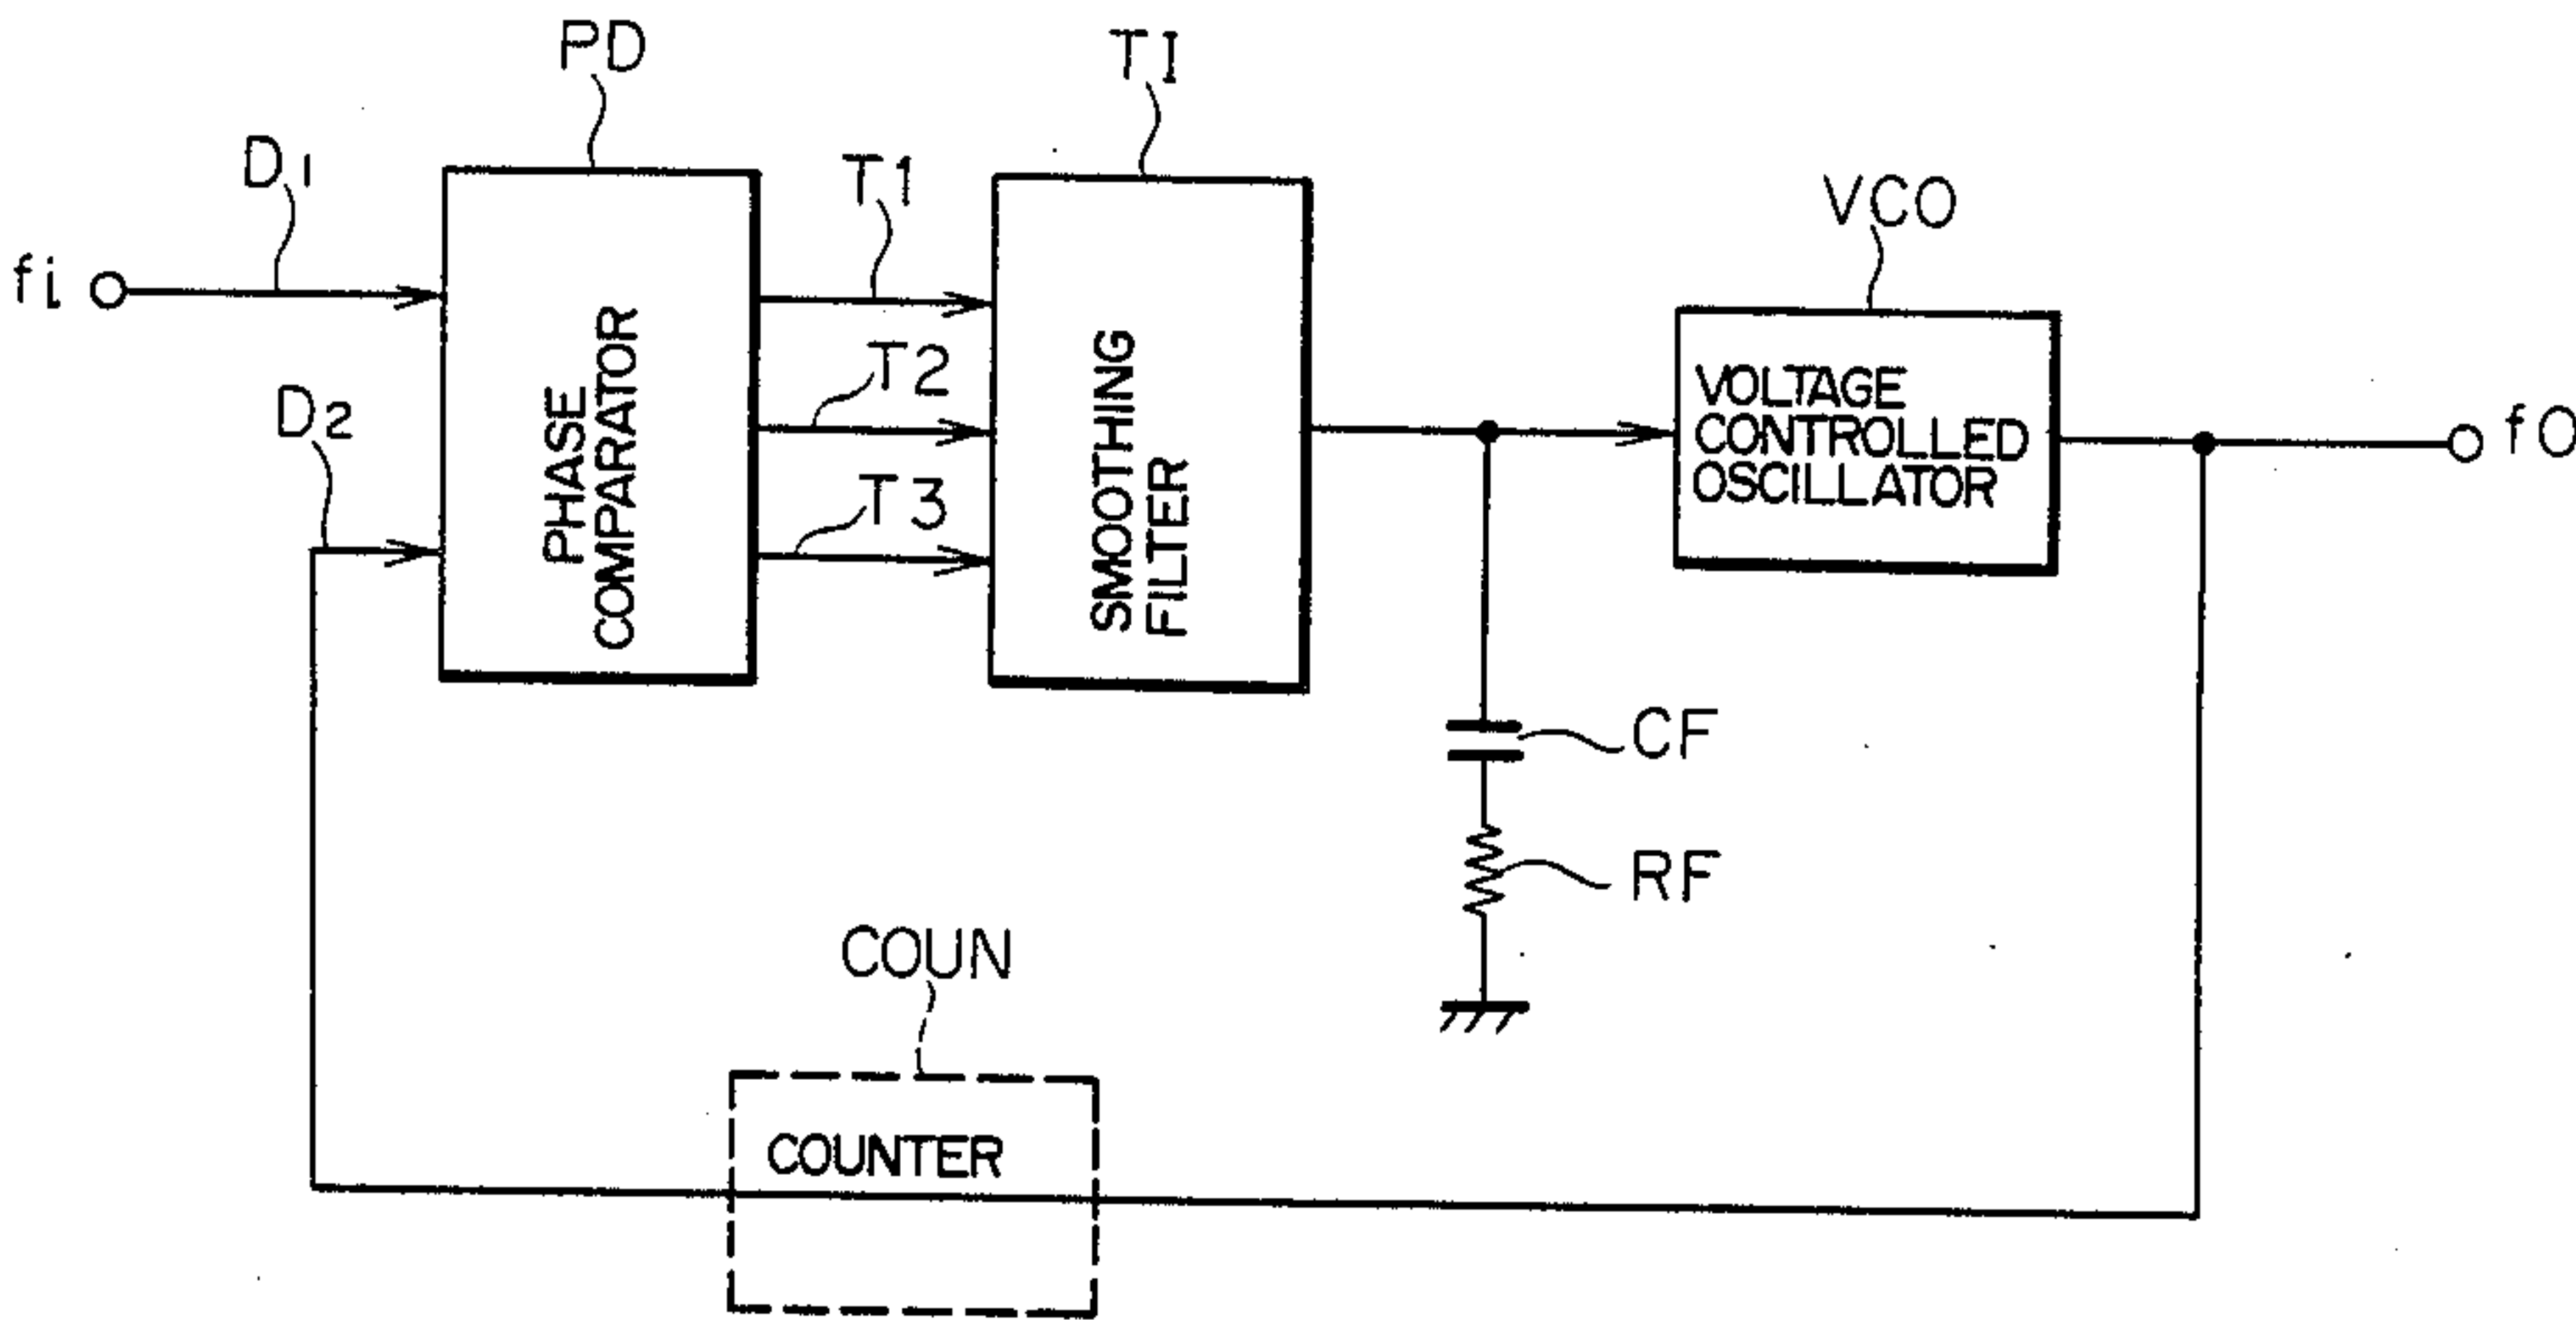 PD
TI
D1
T1
VCO
fi
T2
D2
T3
PHASE
COMPARATOR
SMOOTHING
FILTER
VOLTAGE
CONTROLLED
OSCILLATOR
fO
CF
RF
COUN
COUNTER